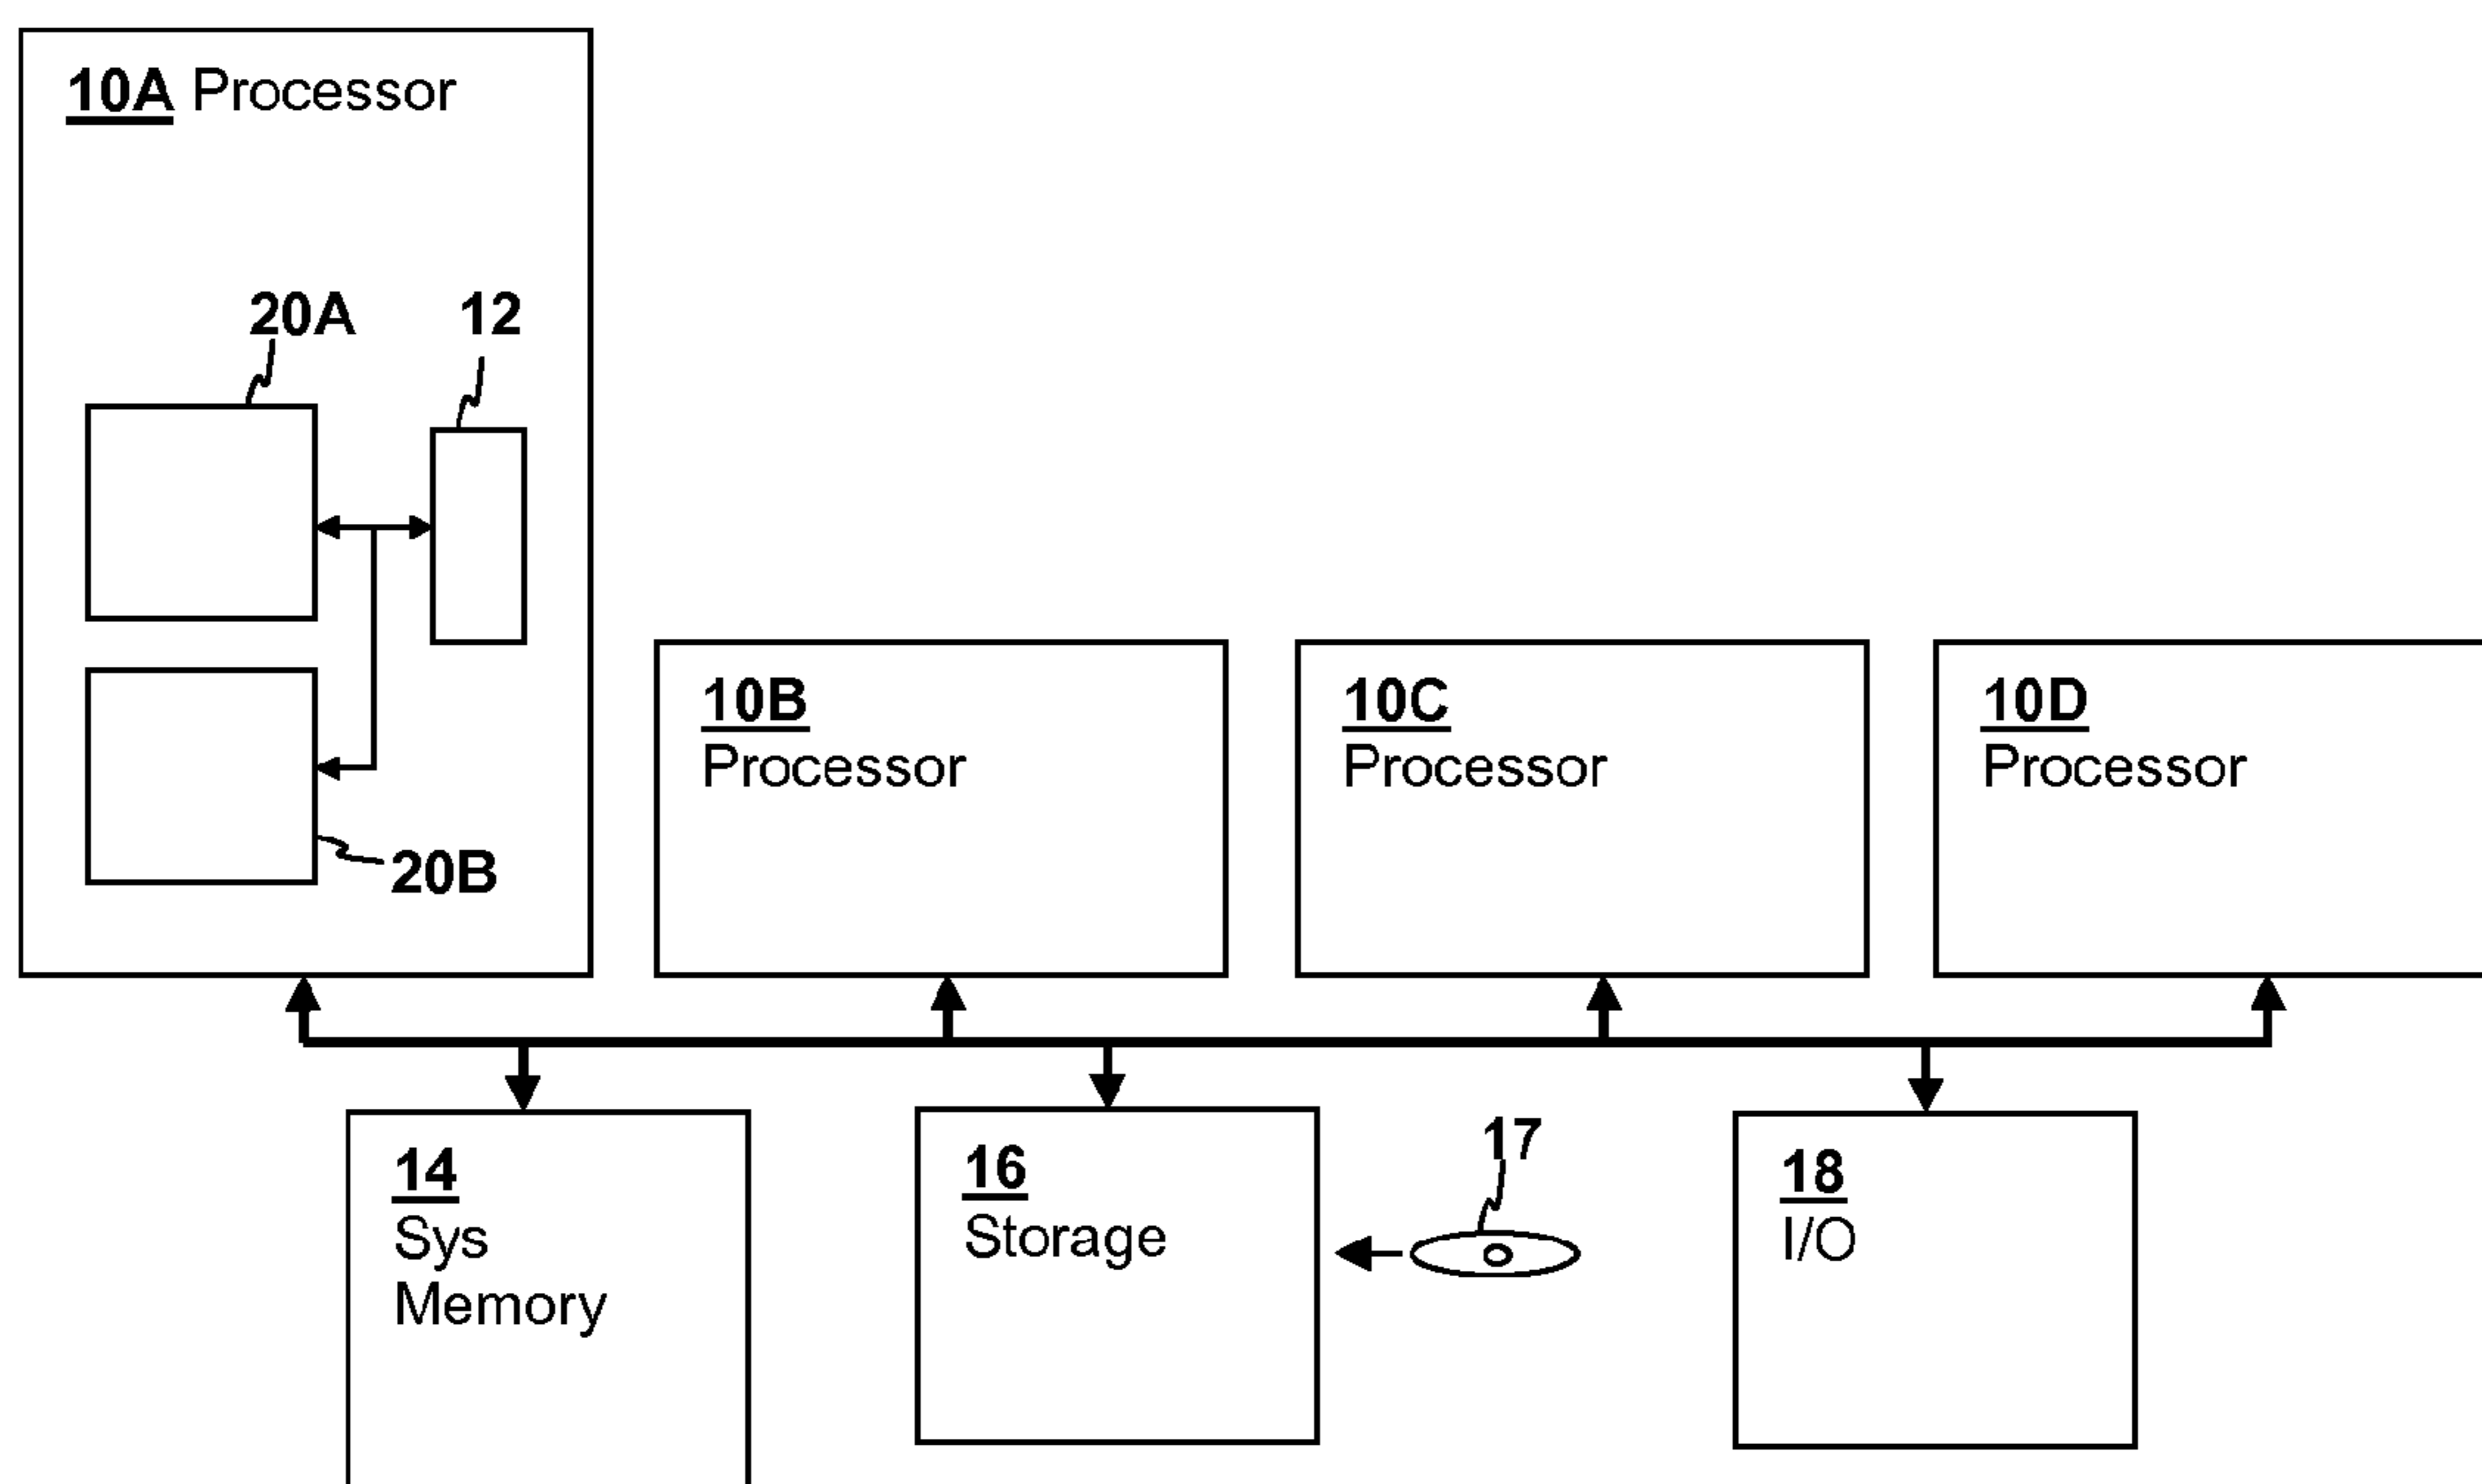 10A Processor
20A
12
20B
10B
Processor
10C
Processor
10D
Processor
14
Sys
Memory
16
Storage
17
18
I/O